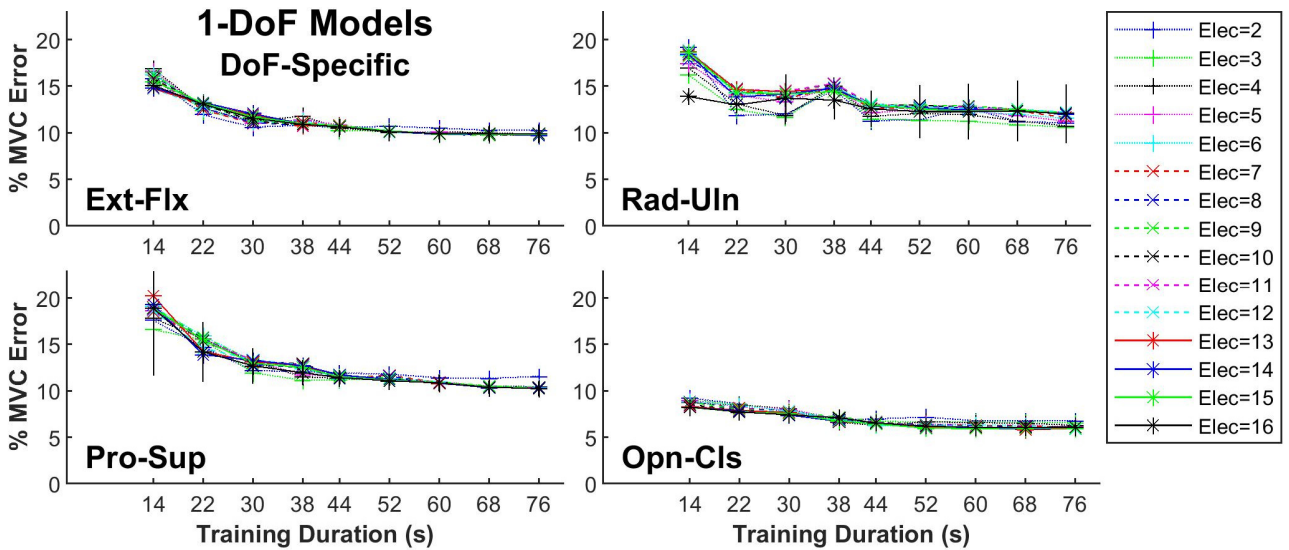 1-DoF Models
DoF-Specific
% MVC Error
20
15
10
5
0
Ext-Flx
14 22 30 38 44 52 60 68 76
20
15
10
5
0
Rad-Uln
14 22 30 38 44 52 60 68 76
% MVC Error
20
15
10
5
0
Pro-Sup
14 22 30 38 44 52 60 68 76
Training Duration (s)
20
15
10
5
0
Opn-Cls
14 22 30 38 44 52 60 68 76
Training Duration (s)
Elec=2
Elec=3
Elec=4
Elec=5
Elec=6
Elec=7
Elec=8
Elec=9
Elec=10
Elec=11
Elec=12
Elec=13
Elec=14
Elec=15
Elec=16